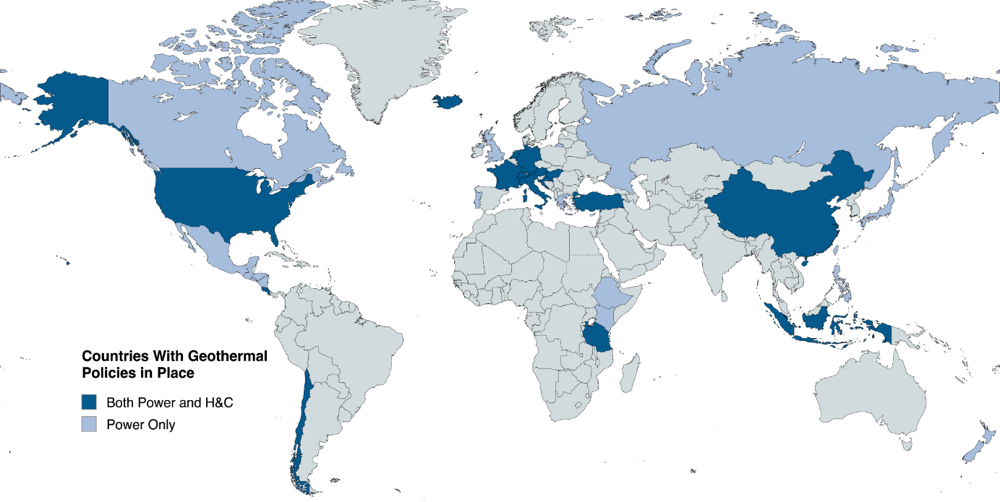 Countries With Geothermal
Policies in Place
Both Power and H&C
Power Only